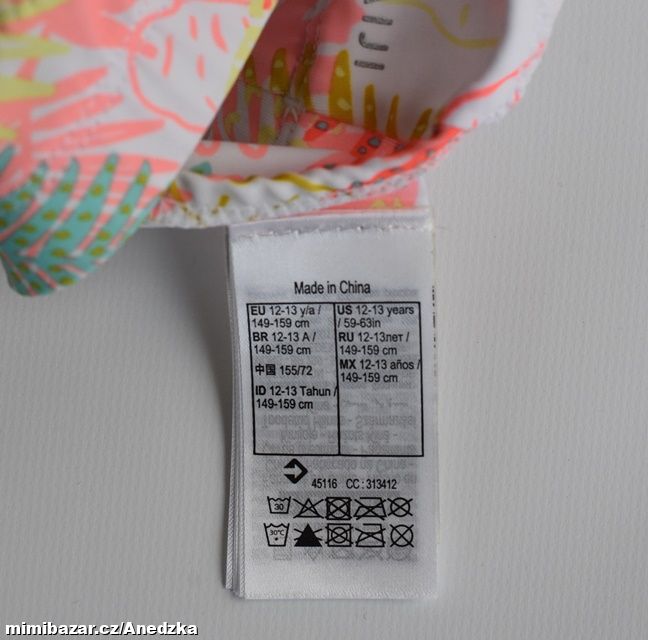 Made in China
EU 12-13 y/a /
149-159 cm
BR 12-13 A /
149-159 cm
中国 155/72
ID 12-13 Tahun /
149-159 cm
US 12-13 years
/ 59-63in
RU 12-13лет /
149-159 cm
MX 12-13 años /
149-159 cm
45116 CC : 313412
30
30°C
mimibazar.cz/Anedzka